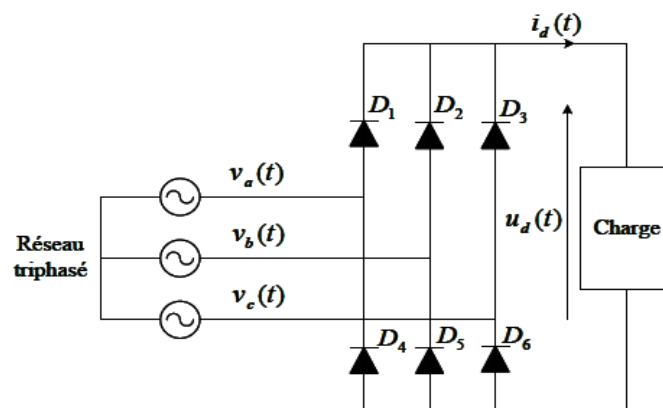 i_d(t)
D_1
D_2
D_3
v_a(t)
v_b(t)
u_d(t)
Charge
Réseau
triphasé
v_c(t)
D_4
D_5
D_6